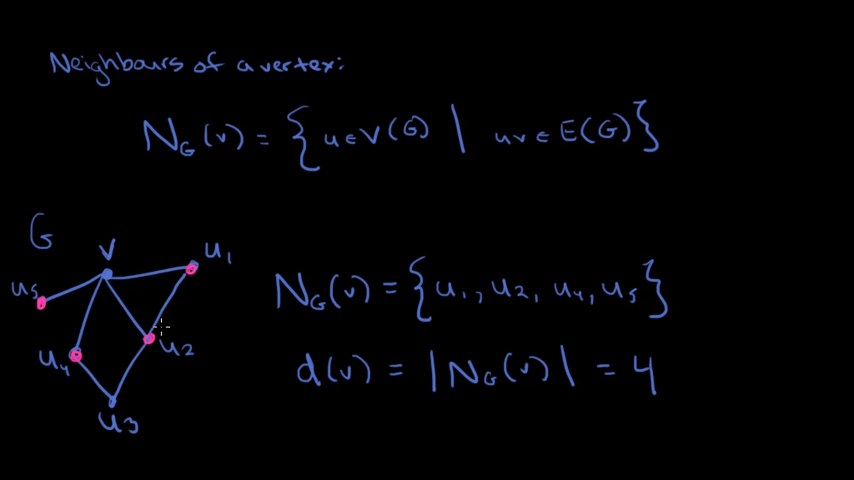 Neighbours of a vertex:
N_G(v) = { u ∈ V(G) | uv ∈ E(G) }
G
v
u₁
u₅
N_G(v) = { u₁, u₂, u₄, u₅ }
u₂
u₄
d(v) = |N_G(v)| = 4
u₃